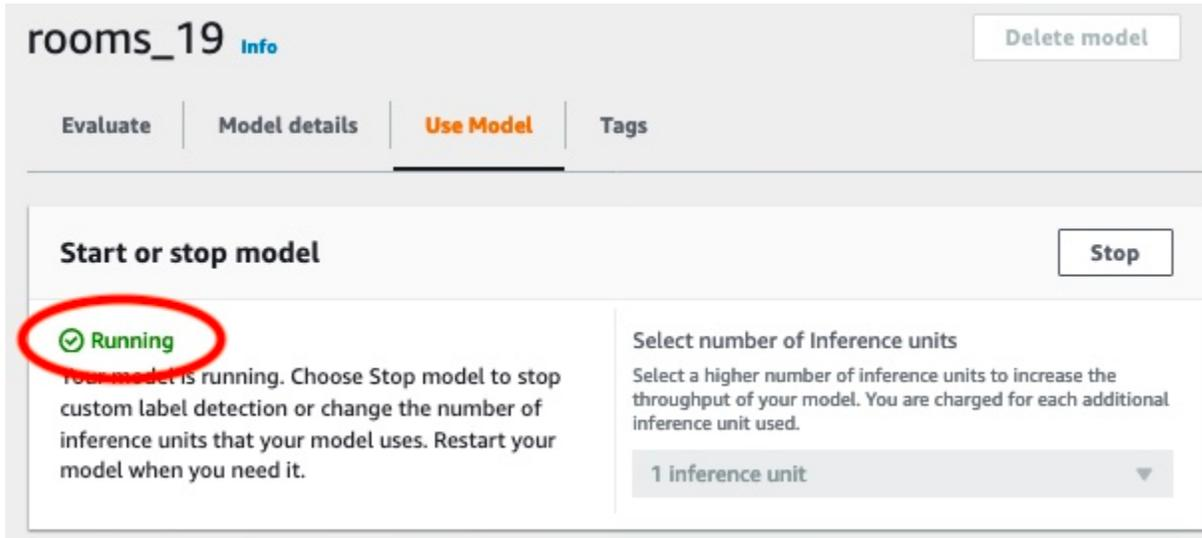 rooms_19 Info
Delete model
Evaluate
Model details
Use Model
Tags
Start or stop model
Stop
Running
Your model is running. Choose Stop model to stop
custom label detection or change the number of
inference units that your model uses. Restart your
model when you need it.
Select number of Inference units
Select a higher number of inference units to increase the
throughput of your model. You are charged for each additional
inference unit used.
1 inference unit